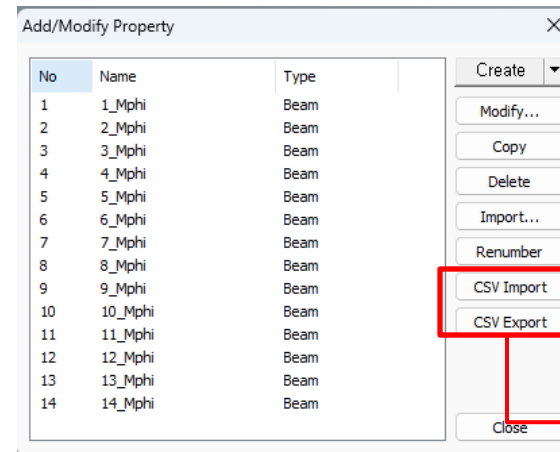 Add/Modify Property
No Name Type
1 1_Mphi Beam
2 2_Mphi Beam
3 3_Mphi Beam
4 4_Mphi Beam
5 5_Mphi Beam
6 6_Mphi Beam
7 7_Mphi Beam
8 8_Mphi Beam
9 9_Mphi Beam
10 10_Mphi Beam
11 11_Mphi Beam
12 12_Mphi Beam
13 13_Mphi Beam
14 14_Mphi Beam
Create
Modify...
Copy
Delete
Import...
Renumber
CSV Import
CSV Export
Close